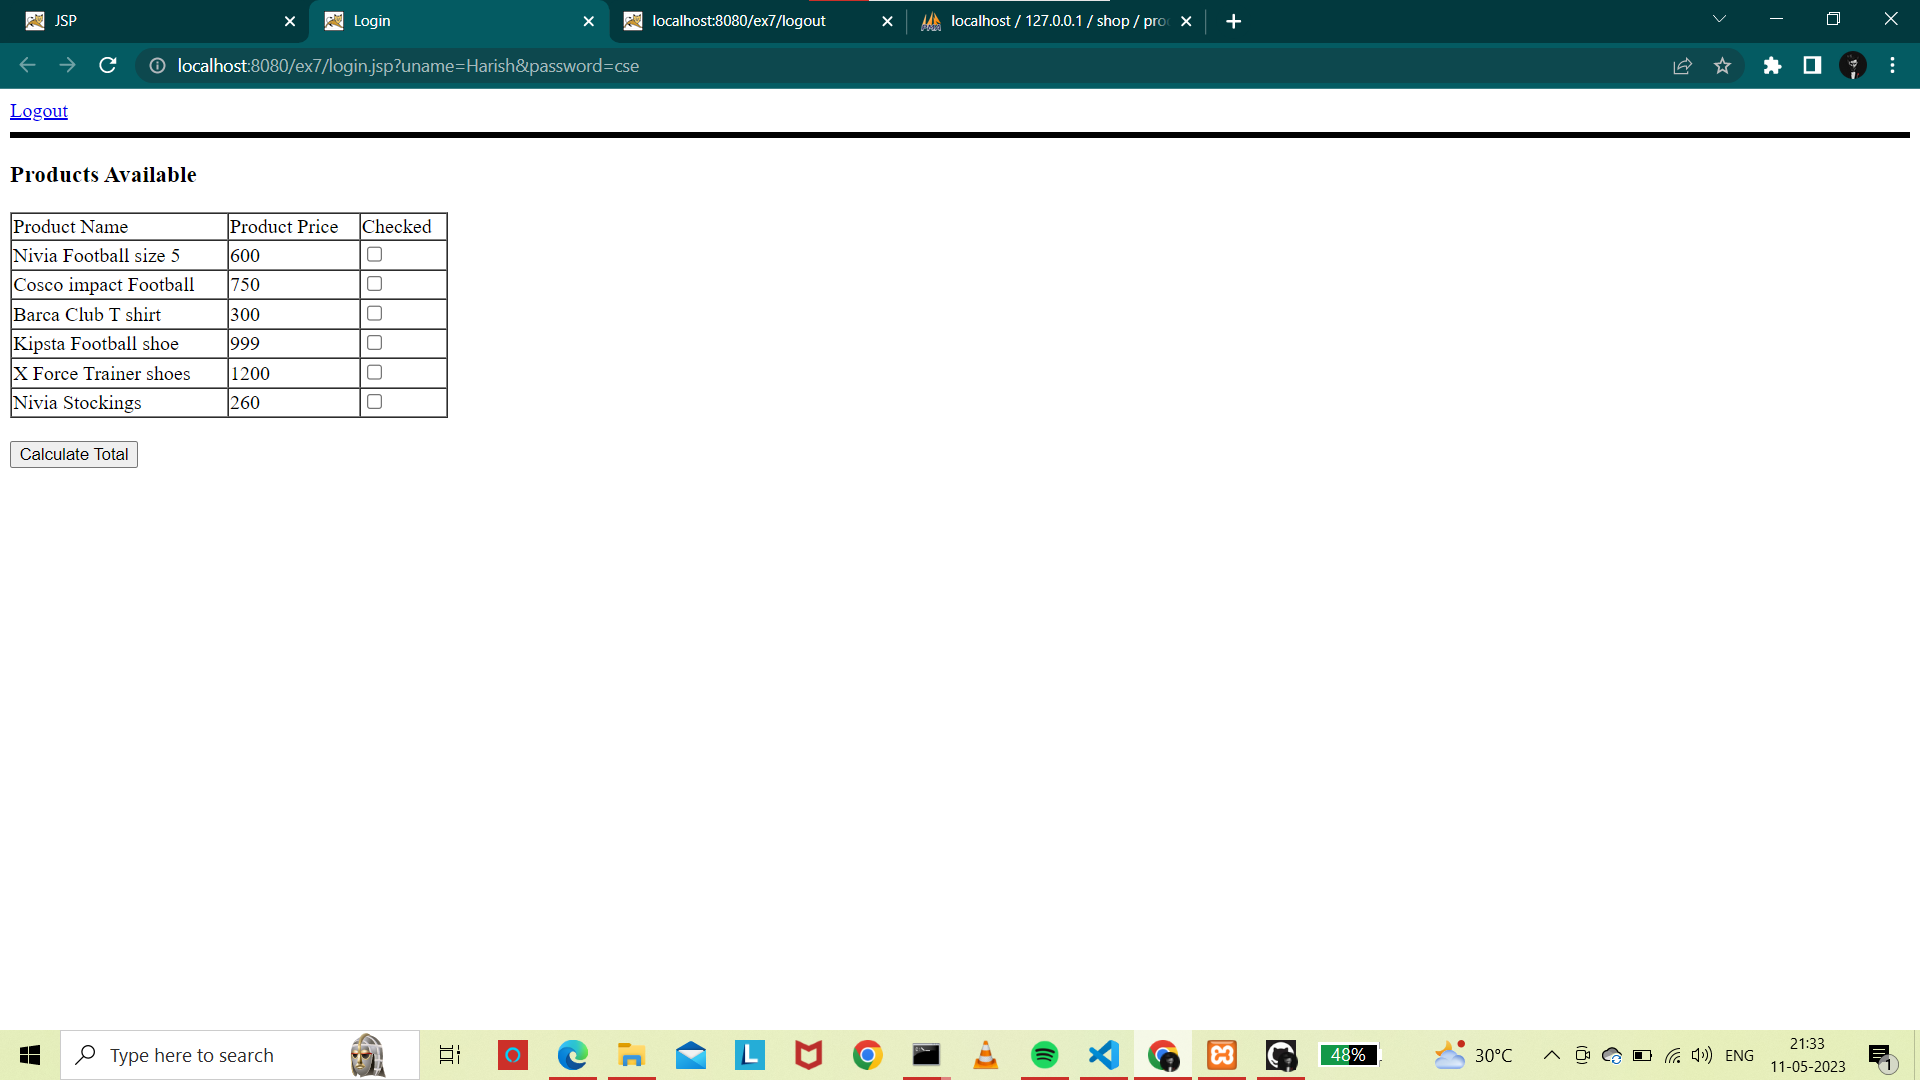 JSP
Login
localhost:8080/ex7/logout
localhost / 127.0.0.1 / shop / pro
localhost:8080/ex7/login.jsp?uname=Harish&password=cse
Logout
Products Available
Product Name Product Price Checked
Nivia Football size 5 600
Cosco impact Football 750
Barca Club T shirt 300
Kipsta Football shoe 999
X Force Trainer shoes 1200
Nivia Stockings 260
Calculate Total
Type here to search
L
48%
30°C
ENG
21:33
11-05-2023
1